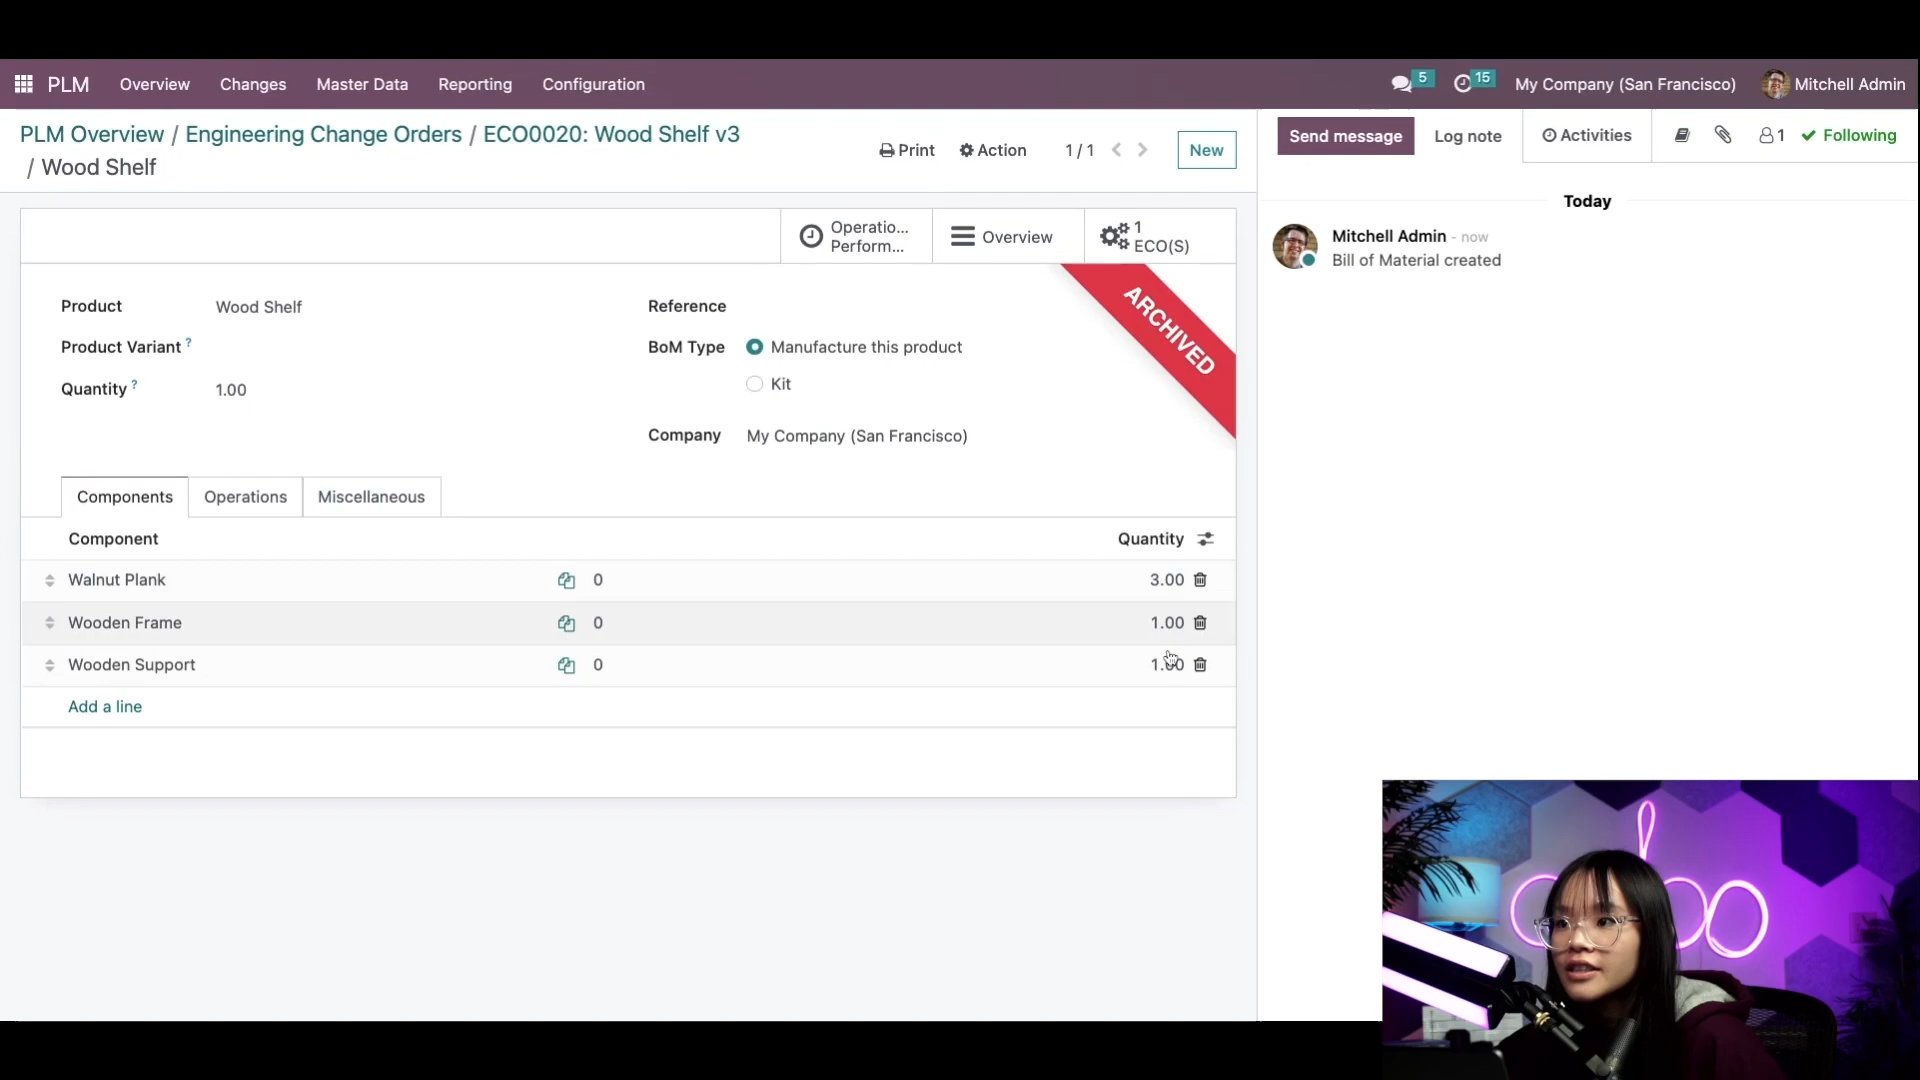 PLM Overview Changes Master Data Reporting Configuration 5 15 My Company (San Francisco) Mitchell Admin
PLM Overview / Engineering Change Orders / ECO0020: Wood Shelf v3
/ Wood Shelf
Print Action 1 / 1 New
Send message Log note Activities 1 Following
Operatio...
Perform...
Overview
1
ECO(S)
ARCHIVED
Product Wood Shelf
Product Variant ?
Quantity ? 1.00
Reference
BoM Type Manufacture this product
Kit
Company My Company (San Francisco)
Components Operations Miscellaneous
Component Quantity
Walnut Plank 0 3.00
Wooden Frame 0 1.00
Wooden Support 0 1.00
Add a line
Today
Mitchell Admin - now
Bill of Material created
odoo